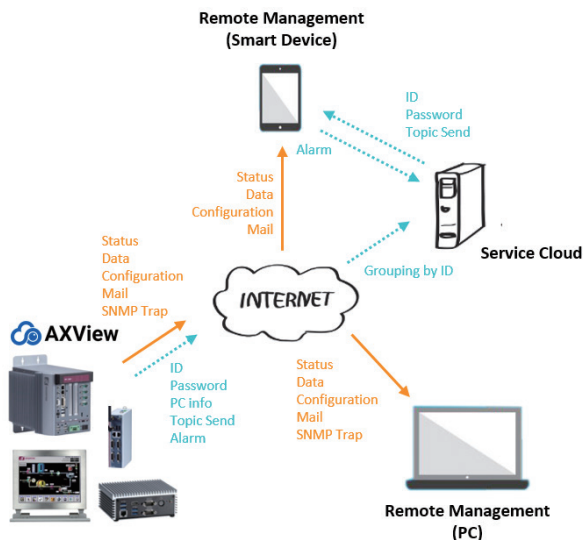 Remote Management
(Smart Device)
ID
Password
Topic Send
Alarm
Status
Data
Configuration
Mail
Service Cloud
Grouping by ID
Status
Data
Configuration
Mail
SNMP Trap
INTERNET
AXView
ID
Password
PC info
Topic Send
Alarm
Status
Data
Configuration
Mail
SNMP Trap
Remote Management
(PC)